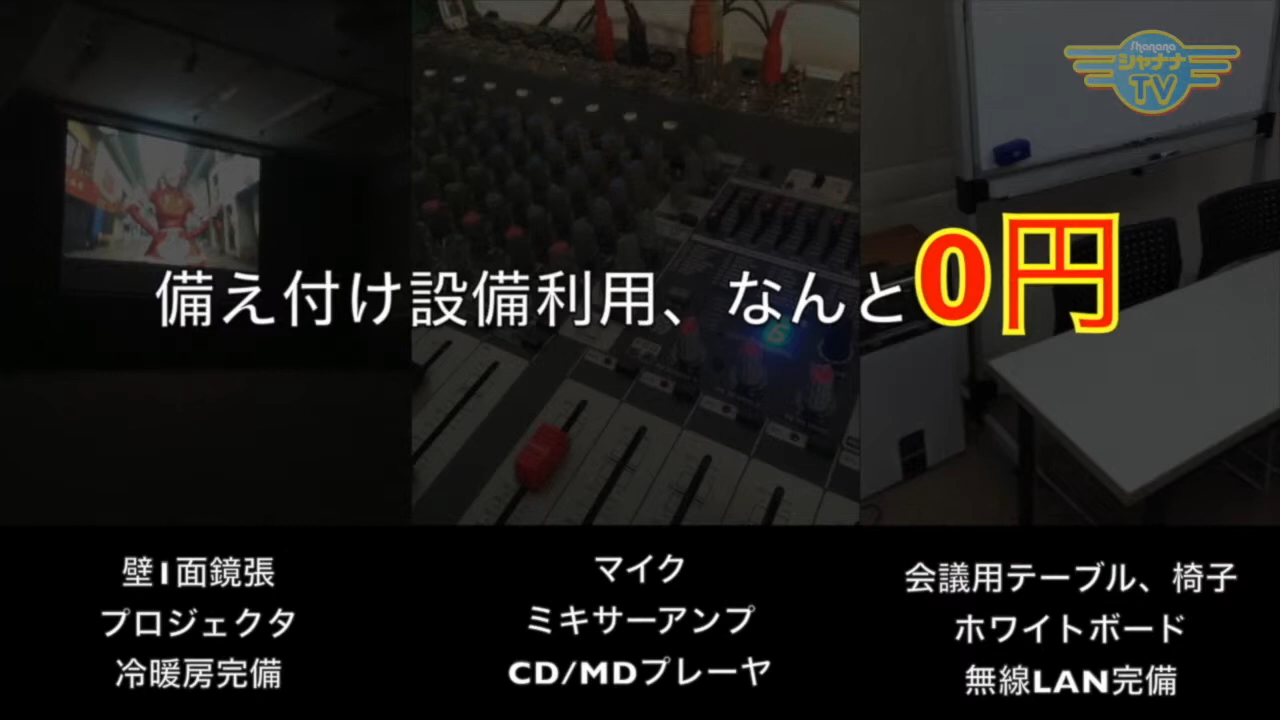 Shanana
シャナナ
TV
備え付け設備利用、なんと0円
壁1面鏡張
プロジェクタ
冷暖房完備
マイク
ミキサーアンプ
CD/MDプレーヤ
会議用テーブル、椅子
ホワイトボード
無線LAN完備